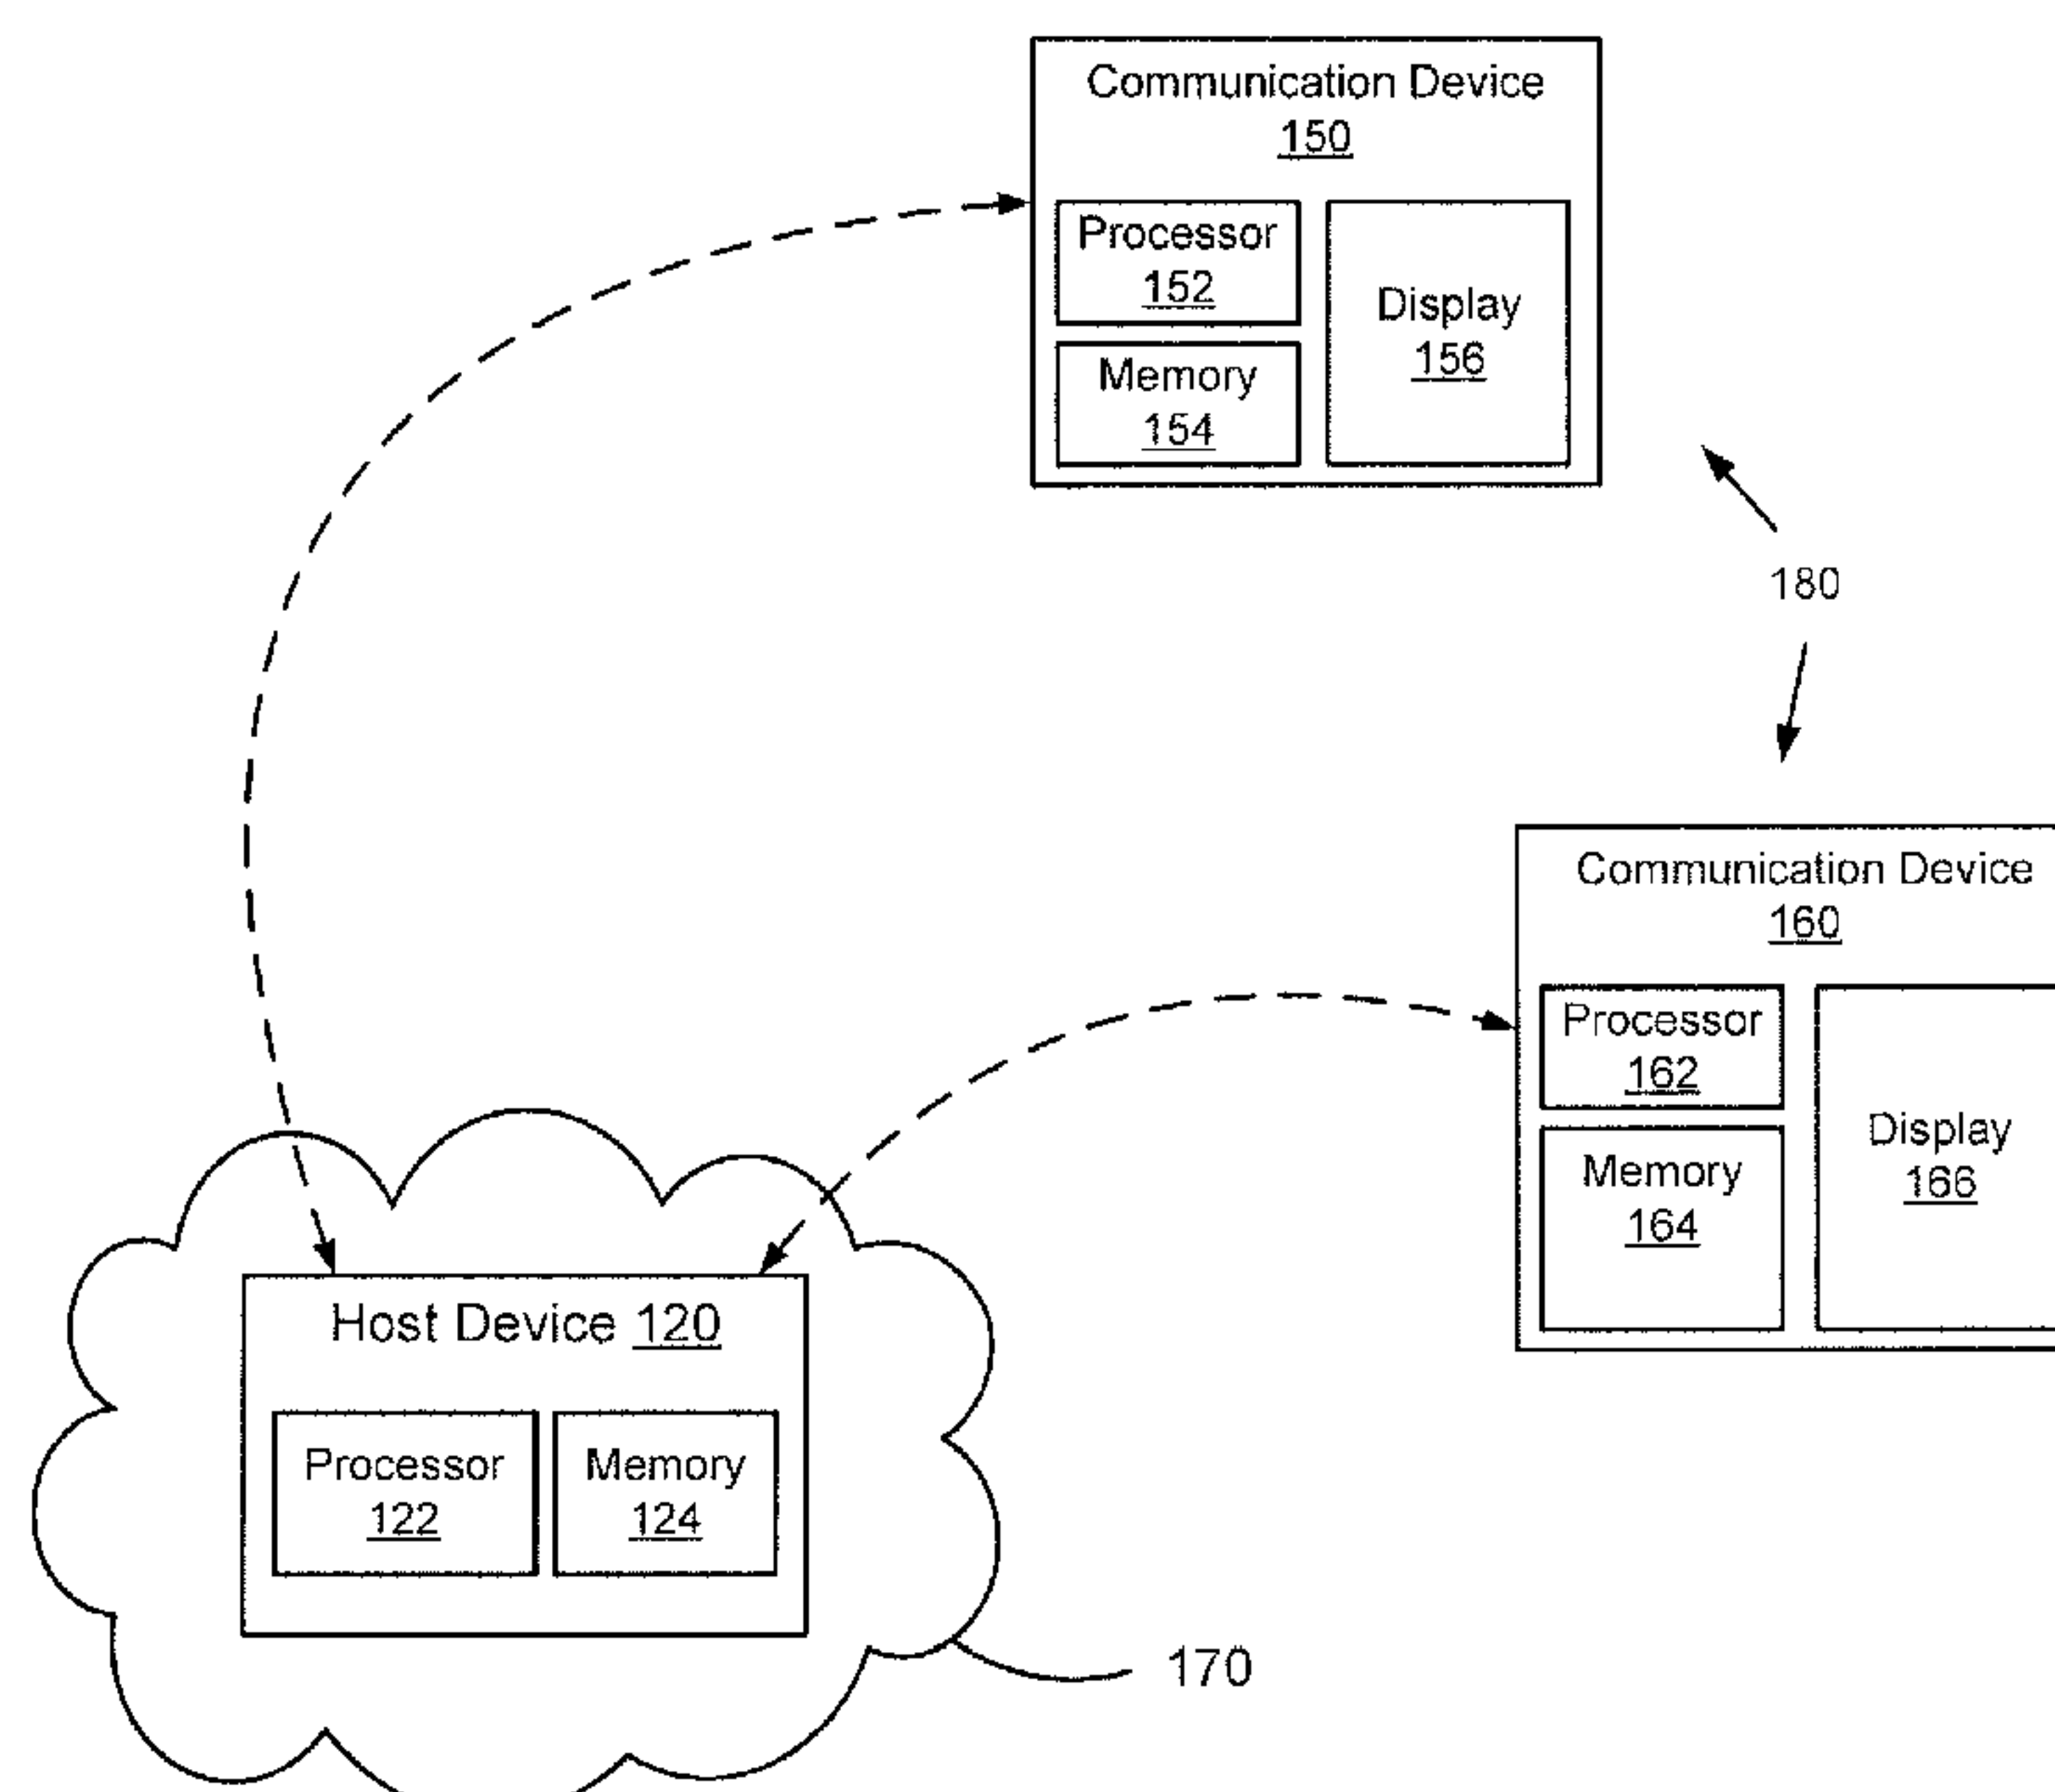 Communication Device
150
Processor
152
Display
156
Memory
154
180
Communication Device
160
Processor
162
Display
166
Memory
164
Host Device 120
Processor
122
Memory
124
170